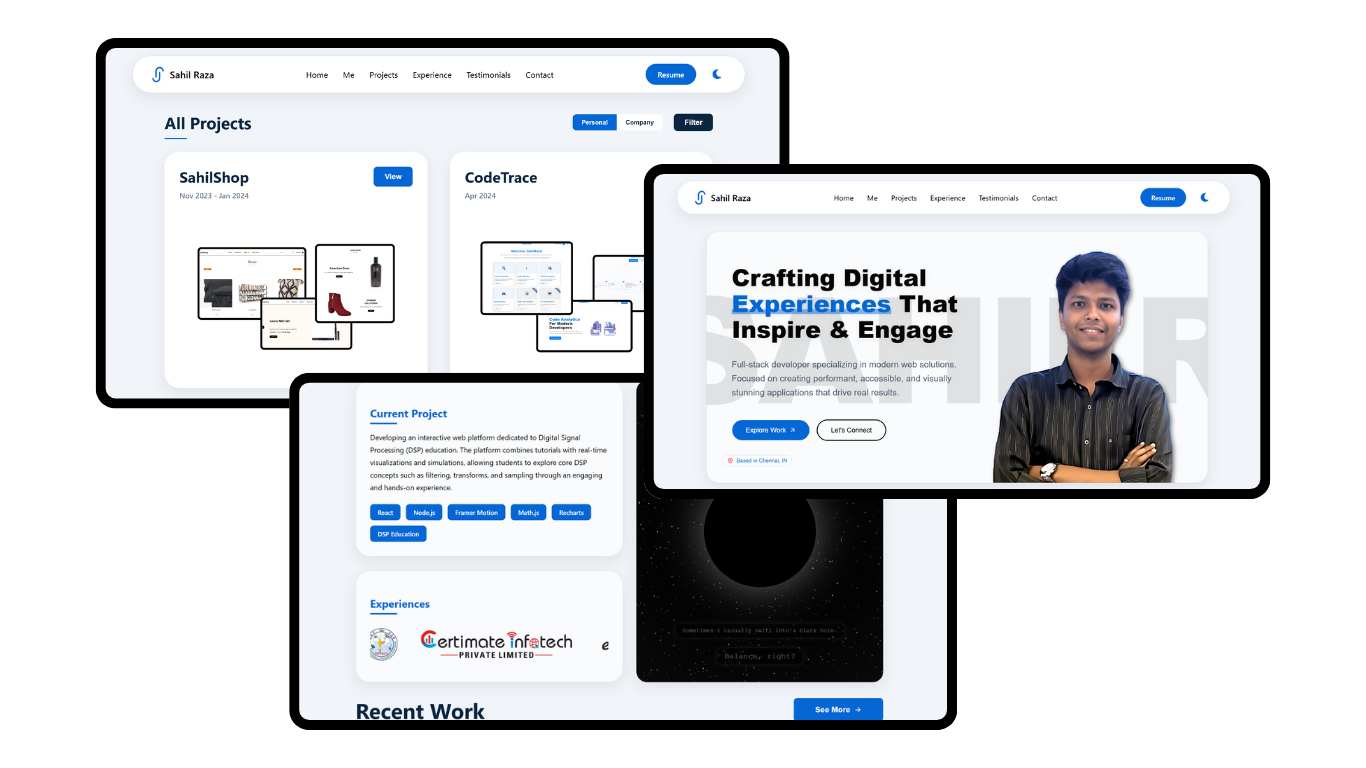 Sahil Raza
Home Me Projects Experience Testimonials Contact
Resume
All Projects
Personal Company Filter
SahilShop
View
Nov 2023 - Jan 2024
CodeTrace
Apr 2024
Code Analytics
For Modern
Developers
Sahil Raza
Home Me Projects Experience Testimonials Contact
Resume
Crafting Digital
Experiences That
Inspire & Engage
Full-stack developer specializing in modern web solutions.
Focused on creating performant, accessible, and visually
stunning applications that drive real results.
Explore Work
Let's Connect
Based in Chennai, IN
Current Project
Developing an interactive web platform dedicated to Digital Signal
Processing (DSP) education. The platform combines tutorials with real-time
visualizations and simulations, allowing students to explore core DSP
concepts such as filtering, transforms, and sampling through an engaging
and hands-on experience.
React Node.js Framer Motion Math.js Recharts
DSP Education
Experiences
Certimate infotech
PRIVATE LIMITED
e
Sometimes I casually swirl into a black hole.
Balance, right?
Recent Work
See More